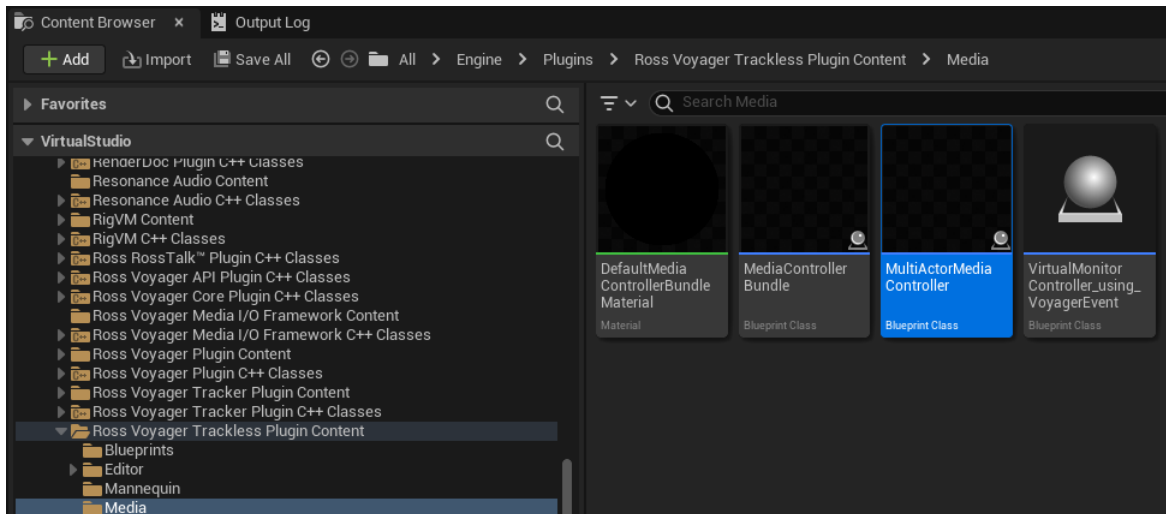 Content Browser
Output Log
Add Import Save All All > Engine > Plugins > Ross Voyager Trackless Plugin Content > Media
Favorites
VirtualStudio
RenderDoc Plugin C++ Classes
Resonance Audio Content
Resonance Audio C++ Classes
RigVM Content
RigVM C++ Classes
Ross RossTalk™ Plugin C++ Classes
Ross Voyager API Plugin C++ Classes
Ross Voyager Core Plugin C++ Classes
Ross Voyager Media I/O Framework Content
Ross Voyager Media I/O Framework C++ Classes
Ross Voyager Plugin Content
Ross Voyager Plugin C++ Classes
Ross Voyager Tracker Plugin Content
Ross Voyager Tracker Plugin C++ Classes
Ross Voyager Trackless Plugin Content
Blueprints
Editor
Mannequin
Media
Search Media
DefaultMedia
ControllerBundle
Material
Material
MediaController
Bundle
Blueprint Class
MultiActorMedia
Controller
Blueprint Class
VirtualMonitor
Controller_using_
VoyagerEvent
Blueprint Class